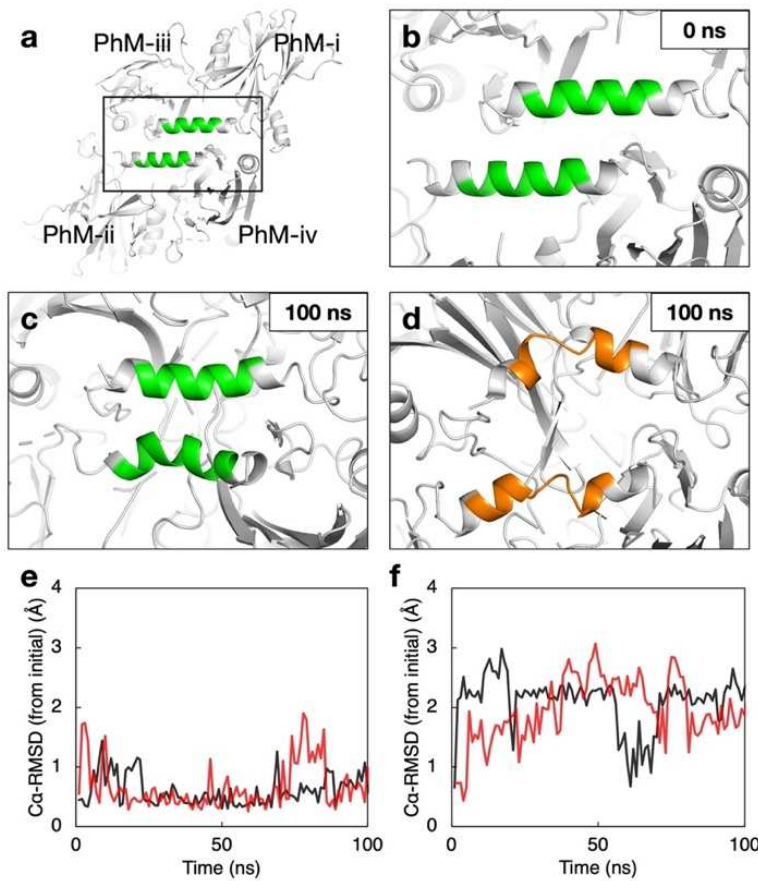 a
PhM-iii
PhM-i
PhM-ii
PhM-iv
b
0 ns
c
100 ns
d
100 ns
e
Cα-RMSD (from initial) (Å)
4
3
2
1
0
0
50
100
Time (ns)
f
Cα-RMSD (from initial) (Å)
4
3
2
1
0
0
50
100
Time (ns)